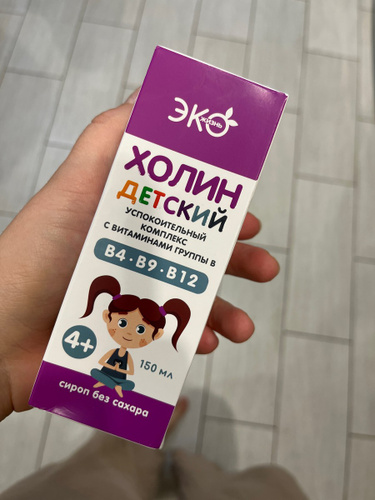 ЭКО
жизнь
ХОЛИН
ДЕТСКИЙ
УСПОКОИТЕЛЬНЫЙ
КОМПЛЕКС
С ВИТАМИНАМИ ГРУППЫ В
В4 · В9 · В12
4+
150 мл
сироп без сахара